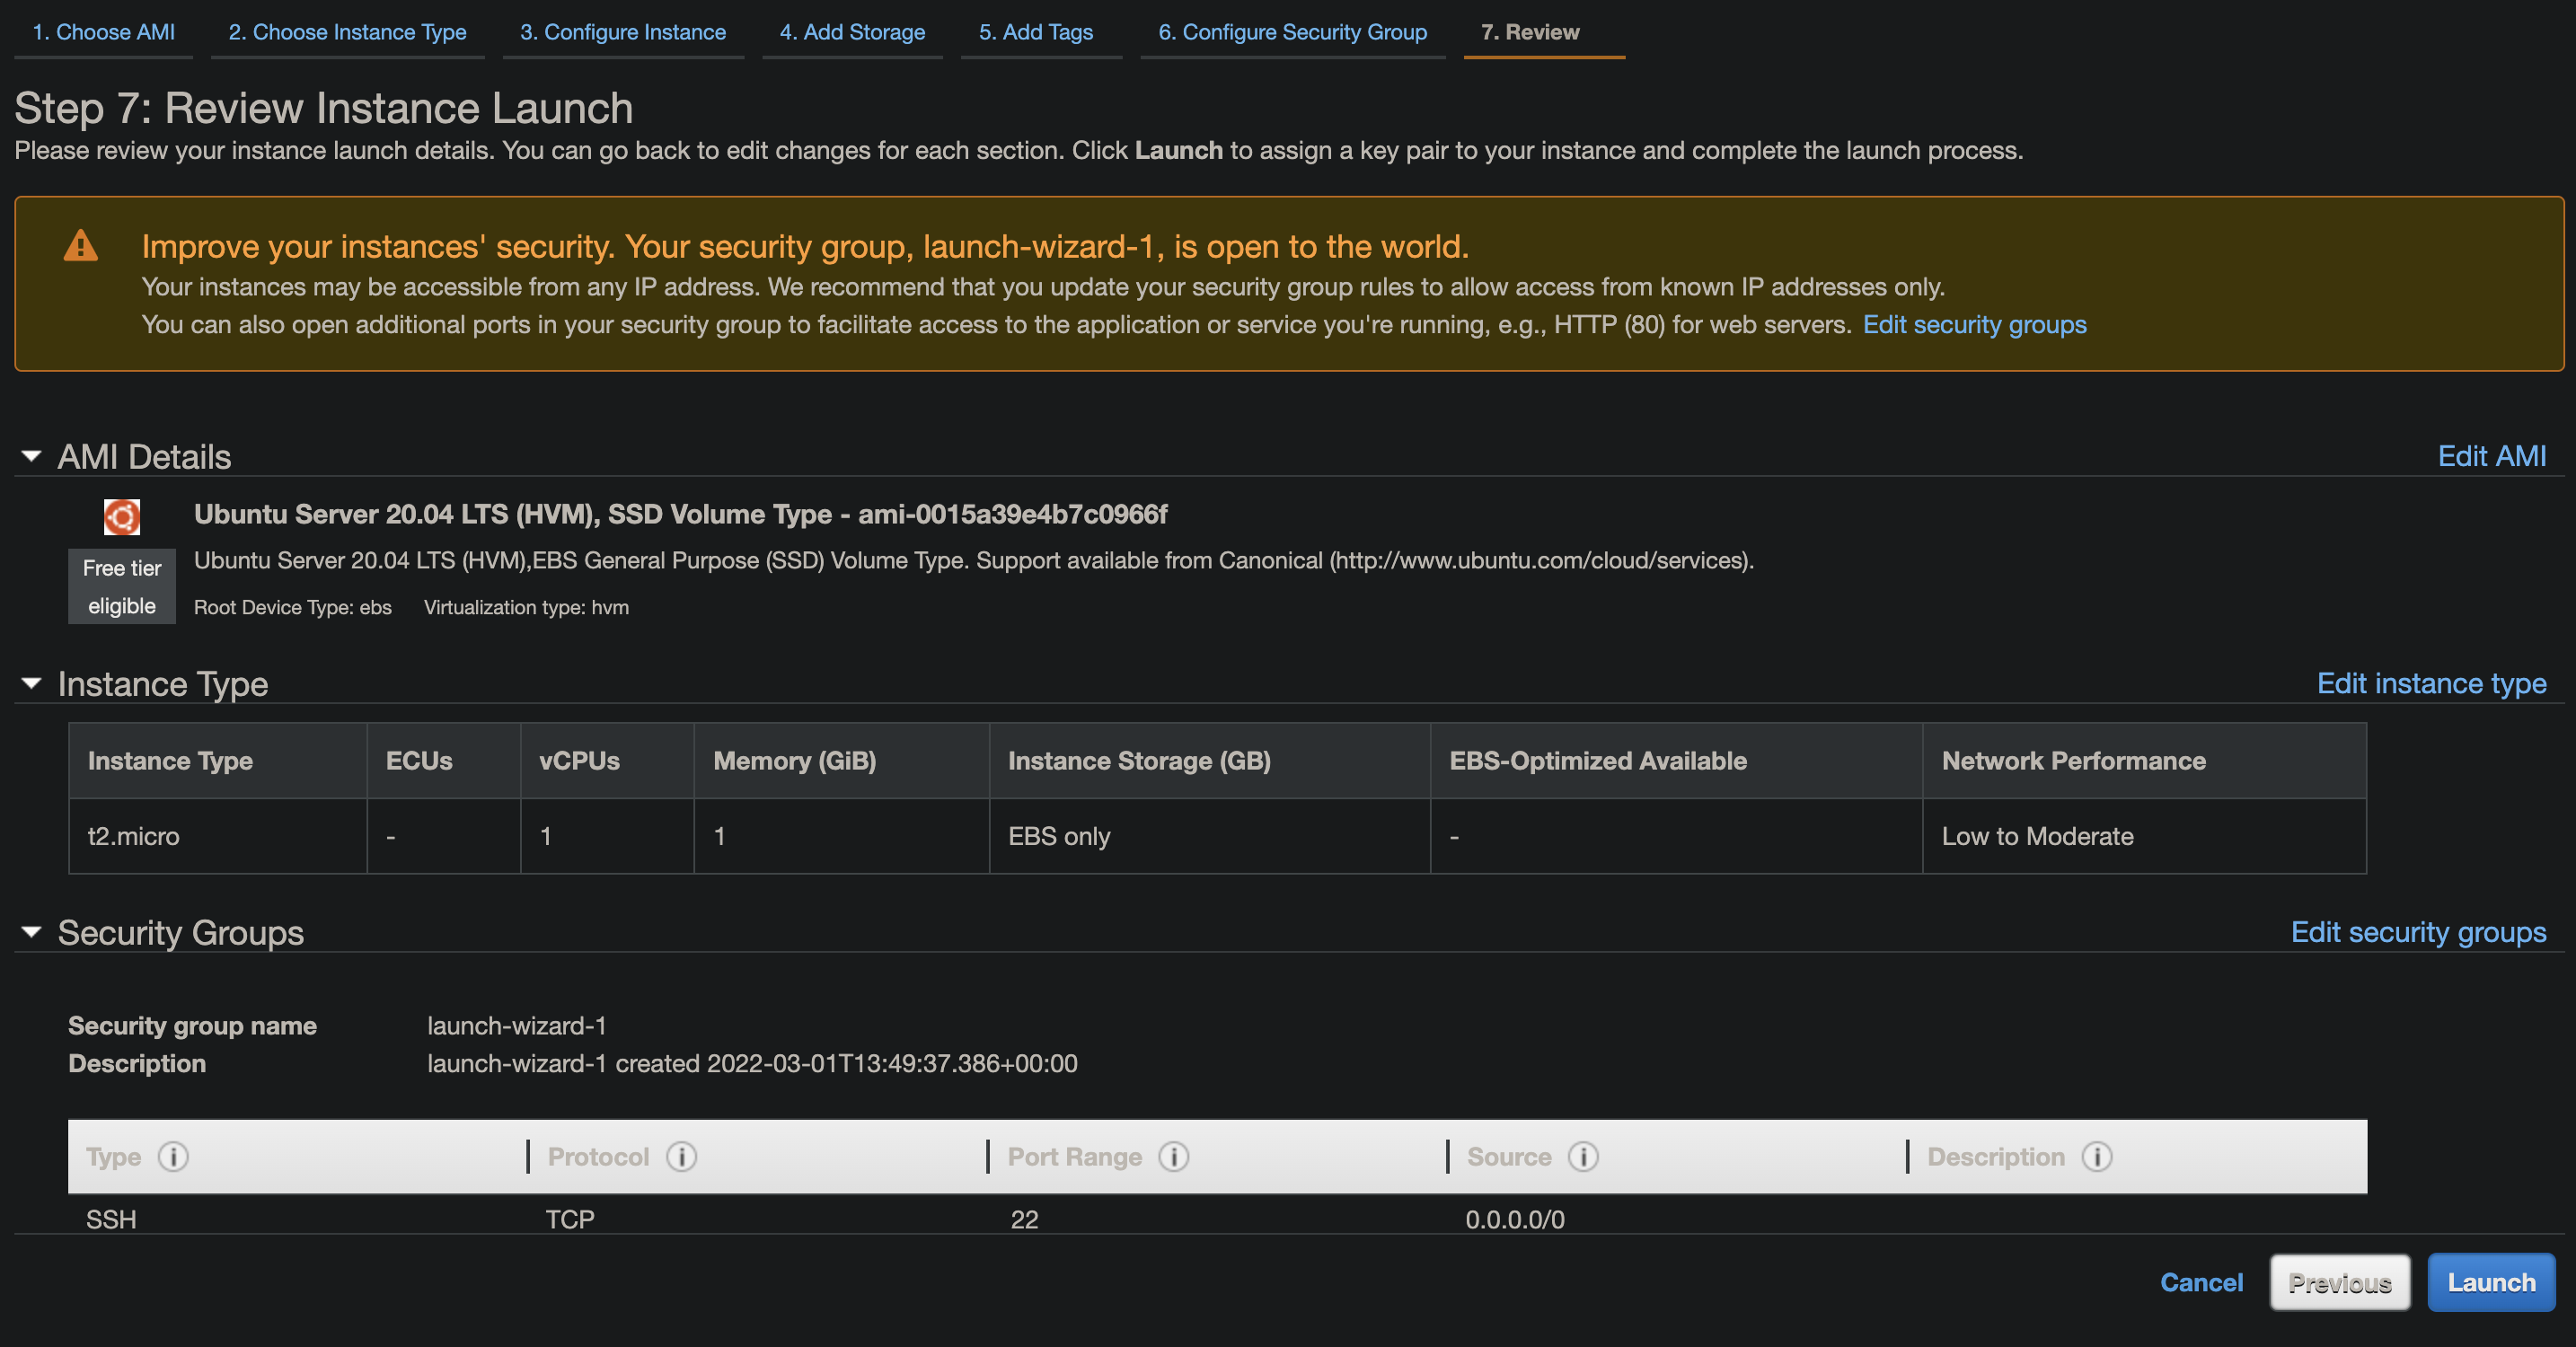 1. Choose AMI 2. Choose Instance Type 3. Configure Instance 4. Add Storage 5. Add Tags 6. Configure Security Group 7. Review
Step 7: Review Instance Launch
Please review your instance launch details. You can go back to edit changes for each section. Click Launch to assign a key pair to your instance and complete the launch process.
Improve your instances' security. Your security group, launch-wizard-1, is open to the world.
Your instances may be accessible from any IP address. We recommend that you update your security group rules to allow access from known IP addresses only.
You can also open additional ports in your security group to facilitate access to the application or service you're running, e.g., HTTP (80) for web servers. Edit security groups
AMI Details Edit AMI
Ubuntu Server 20.04 LTS (HVM), SSD Volume Type - ami-0015a39e4b7c0966f
Free tier eligible
Ubuntu Server 20.04 LTS (HVM),EBS General Purpose (SSD) Volume Type. Support available from Canonical (http://www.ubuntu.com/cloud/services).
Root Device Type: ebs Virtualization type: hvm
Instance Type Edit instance type
Instance Type ECUs vCPUs Memory (GiB) Instance Storage (GB) EBS-Optimized Available Network Performance
t2.micro - 1 1 EBS only - Low to Moderate
Security Groups Edit security groups
Security group name launch-wizard-1
Description launch-wizard-1 created 2022-03-01T13:49:37.386+00:00
Type Protocol Port Range Source Description
SSH TCP 22 0.0.0.0/0
Cancel Previous Launch